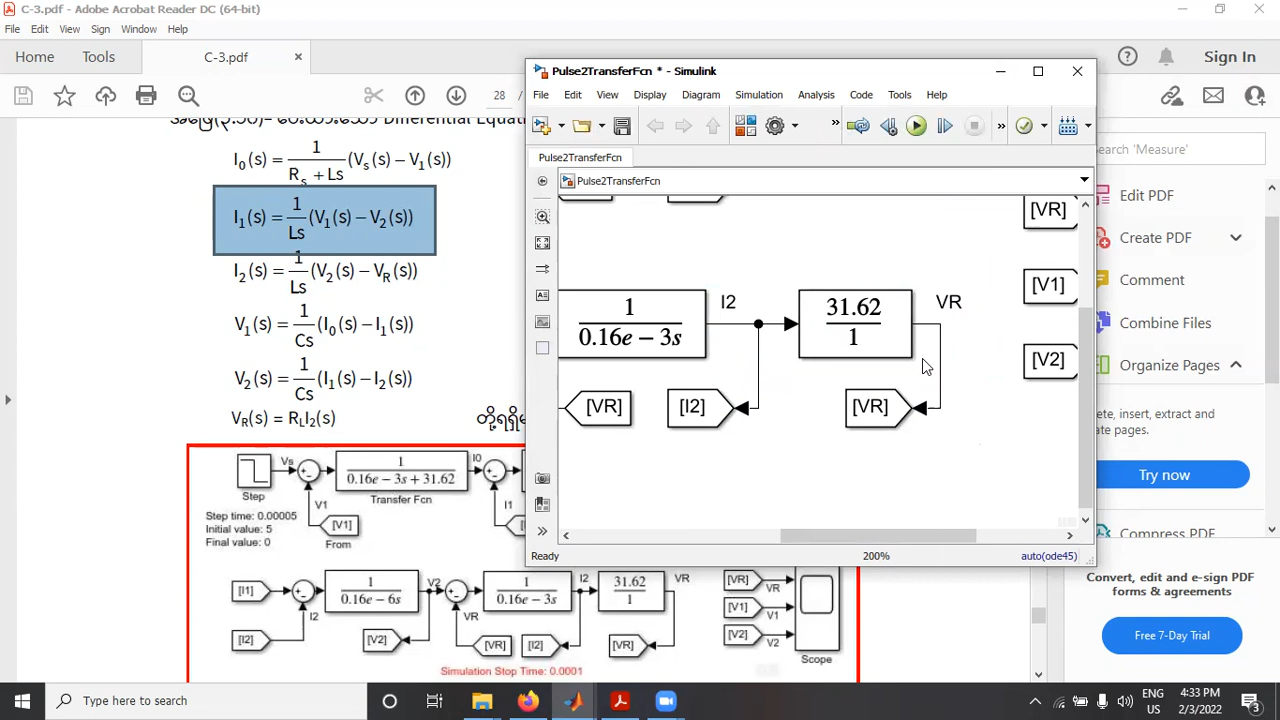 C-3.pdf - Adobe Acrobat Reader DC (64-bit)
File Edit View Sign Window Help
Home Tools C-3.pdf × Sign In
28 /
Differential Equa
I0(s) = 1/(Rs + Ls) (Vs(s) − V1(s))
I1(s) = 1/Ls (V1(s) − V2(s))
I2(s) = 1/Ls (V2(s) − VR(s))
V1(s) = 1/Cs (I0(s) − I1(s))
V2(s) = 1/Cs (I1(s) − I2(s))
VR(s) = RLI2(s)
Vs
1
0.16e − 3s + 31.62
I0
Step
Transfer Fcn
V1
I1
Step time: 0.00005
Initial value: 5
Final value: 0
[V1]
From
[I1]
1
0.16e − 6s
V2
1
0.16e − 3s
I2
31.62
1
VR
I2
VR
[I2]
[V2]
[VR]
[I2]
[VR]
[VR]
VR
[V1]
V1
[V2]
V2
Scope
Simulation Stop Time: 0.0001
Pulse2TransferFcn * - Simulink
File Edit View Display Diagram Simulation Analysis Code Tools Help
Pulse2TransferFcn
Pulse2TransferFcn
[VR]
[V1]
[V2]
1
0.16e − 3s
I2
31.62
1
VR
[VR]
[I2]
[VR]
Ready 200% auto(ode45)
Search 'Measure'
Edit PDF
Create PDF
Comment
Combine Files
Organize Pages
pages.
Try now
Compress PDF
Convert, edit and e-sign PDF
forms & agreements
Free 7-Day Trial
Type here to search
ENG
US
4:33 PM
2/3/2022
3